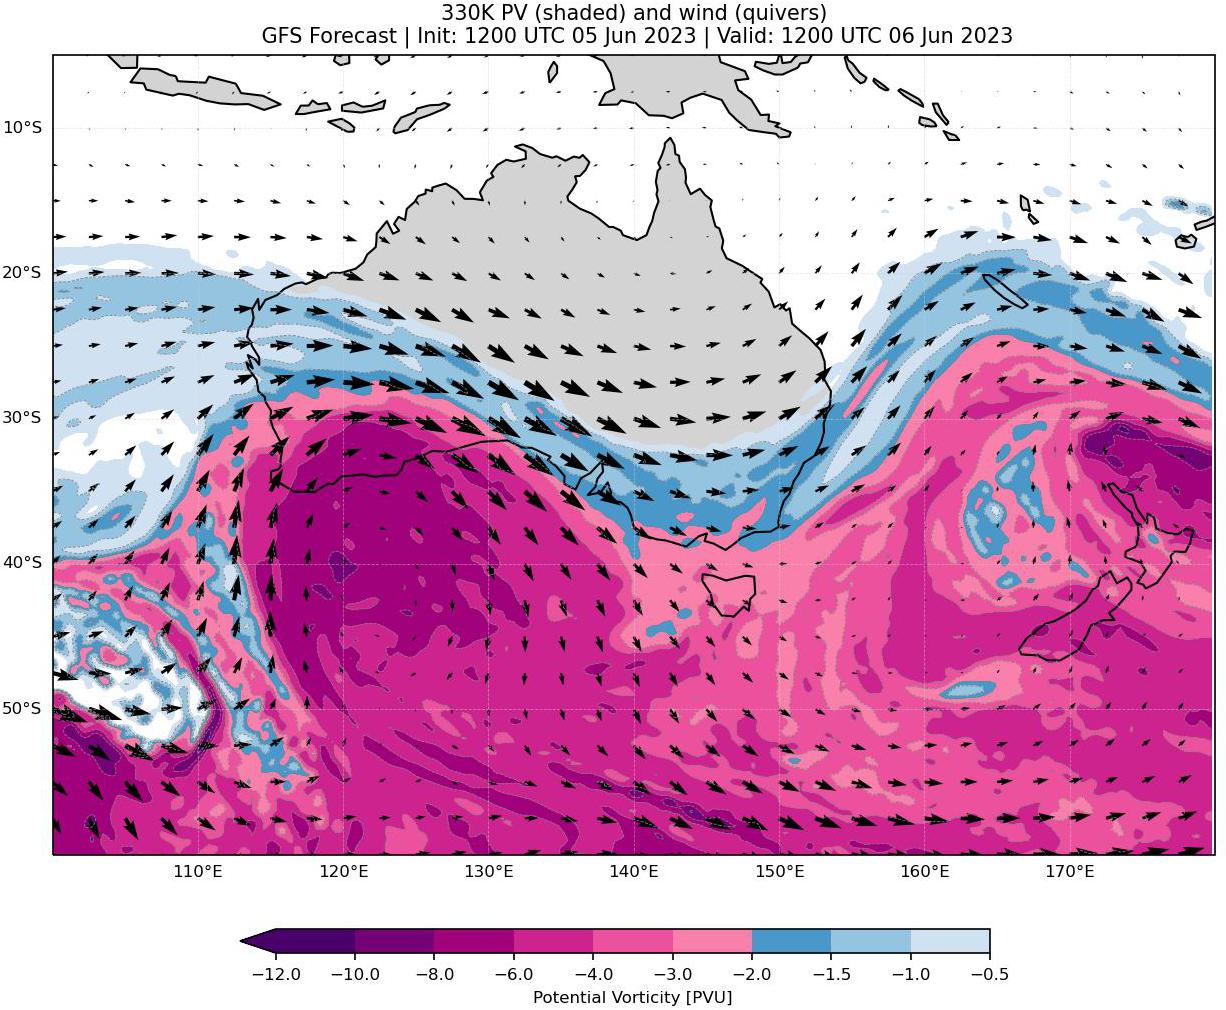 330K PV (shaded) and wind (quivers)
GFS Forecast | Init: 1200 UTC 05 Jun 2023 | Valid: 1200 UTC 06 Jun 2023
10°S
20°S
30°S
40°S
50°S
110°E 120°E 130°E 140°E 150°E 160°E 170°E
−12.0 −10.0 −8.0 −6.0 −4.0 −3.0 −2.0 −1.5 −1.0 −0.5
Potential Vorticity [PVU]